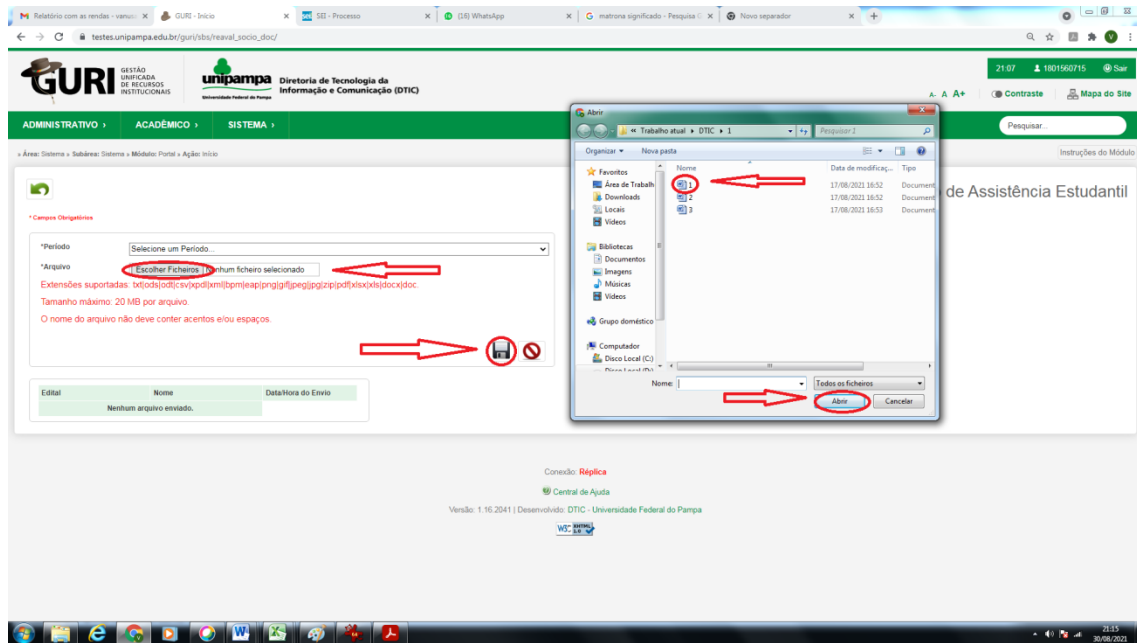 Relatório com as rendas - vanus
GURI - Início
SEI - Processo
(16) WhatsApp
matrona significado - Pesquisa G
Novo separador
testes.unipampa.edu.br/guri/sbs/reaval_socio_doc/
GURI
GESTÃO
UNIFICADA
DE RECURSOS
INSTITUCIONAIS
unipampa
Universidade Federal do Pampa
Diretoria de Tecnologia da
Informação e Comunicação (DTIC)
21:07 1801560715 Sair
A- A A+ Contraste Mapa do Site
ADMINISTRATIVO › ACADÊMICO › SISTEMA ›
Pesquisar...
» Área: Sistema » Subárea: Sistema » Módulo: Portal » Ação: Início
Instruções do Módulo
de Assistência Estudantil
* Campos Obrigatórios
*Período Selecione um Período...
*Arquivo Escolher Ficheiros Nenhum ficheiro selecionado
Extensões suportadas: txt|ods|odt|csv|xpdl|xml|bpm|eap|png|gif|jpeg|jpg|zip|pdf|xlsx|xls|docx|doc.
Tamanho máximo: 20 MB por arquivo.
O nome do arquivo não deve conter acentos e/ou espaços.
Edital Nome Data/Hora do Envio
Nenhum arquivo enviado.
Abrir
« Trabalho atual DTIC 1
Pesquisar 1
Organizar Nova pasta
Favoritos
Área de Trabalh
Downloads
Locais
Vídeos
Bibliotecas
Documentos
Imagens
Músicas
Vídeos
Grupo doméstico
Computador
Disco Local (C:)
Disco Local (D:)
Nome Data de modificaç... Tipo
1 17/08/2021 16:52 Document
2 17/08/2021 16:52 Document
3 17/08/2021 16:53 Document
Nome: Todos os ficheiros
Abrir Cancelar
Conexão: Réplica
Central de Ajuda
Versão: 1.16.2041 | Desenvolvido: DTIC - Universidade Federal do Pampa
W3C XHTML 1.0
21:15
30/08/2021